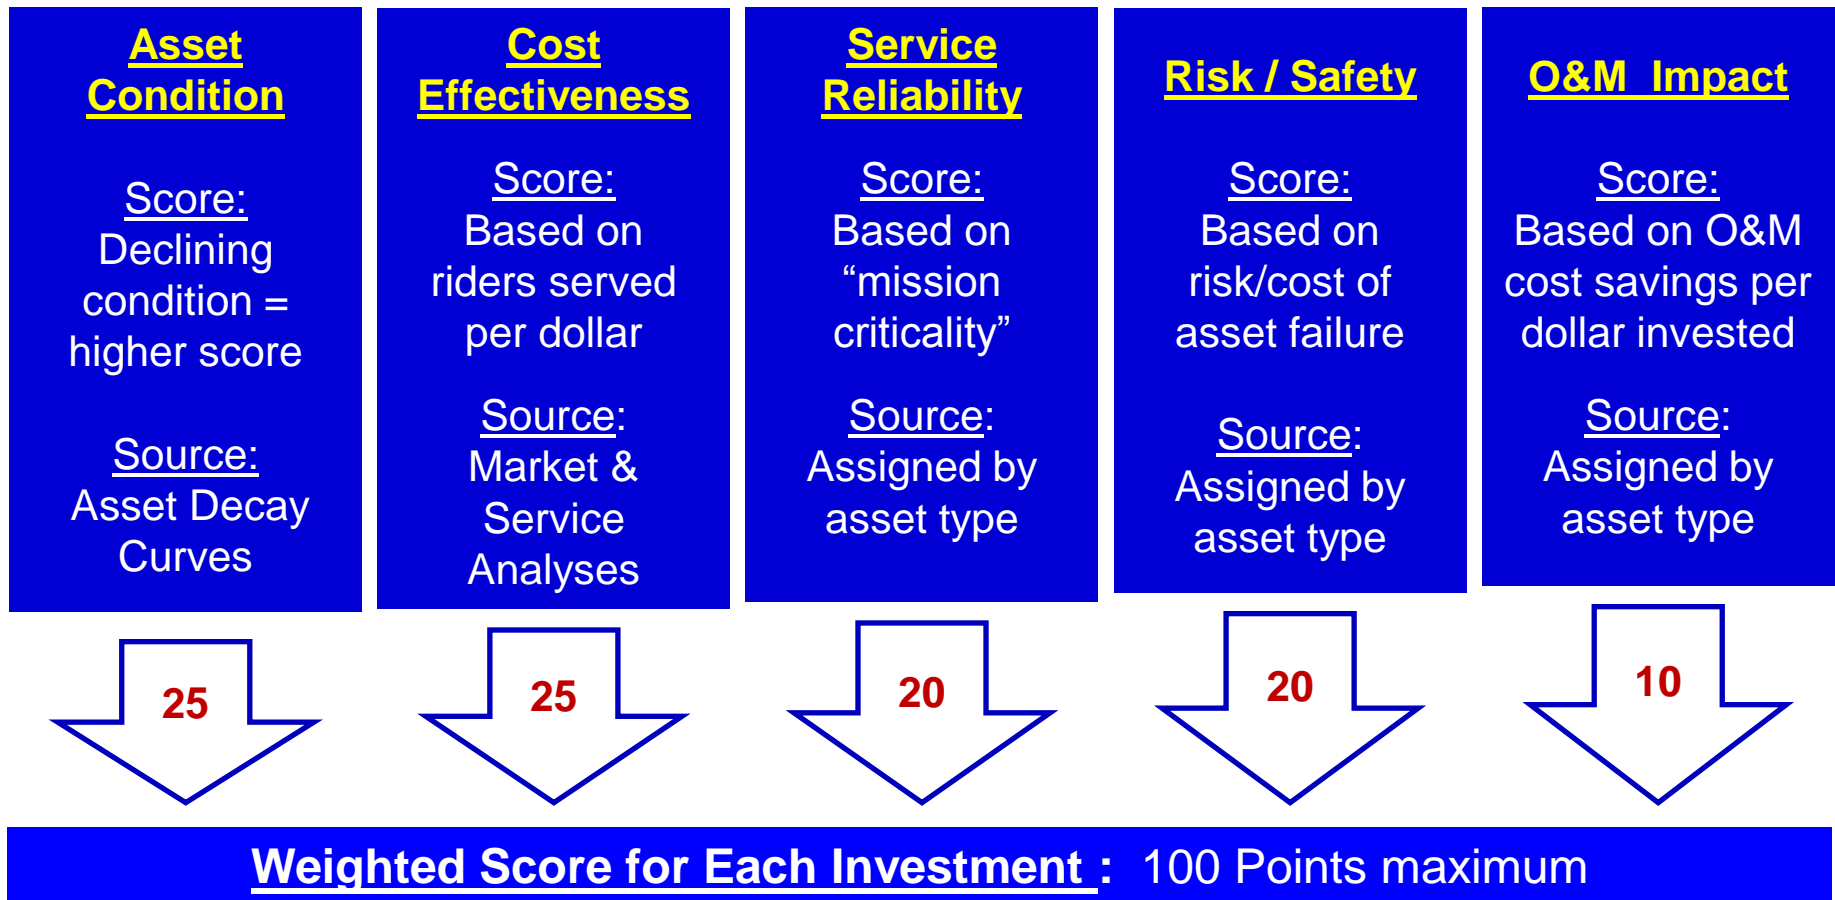 Asset
Condition
Score:
Declining
condition =
higher score
Source:
Asset Decay
Curves
25
Cost
Effectiveness
Score:
Based on
riders served
per dollar
Source:
Market &
Service
Analyses
25
Service
Reliability
Score:
Based on
“mission
criticality”
Source:
Assigned by
asset type
20
Risk / Safety
Score:
Based on
risk/cost of
asset failure
Source:
Assigned by
asset type
20
O&M  Impact
Score:
Based on O&M
cost savings per
dollar invested
Source:
Assigned by
asset type
10
Weighted Score for Each Investment :  100 Points maximum